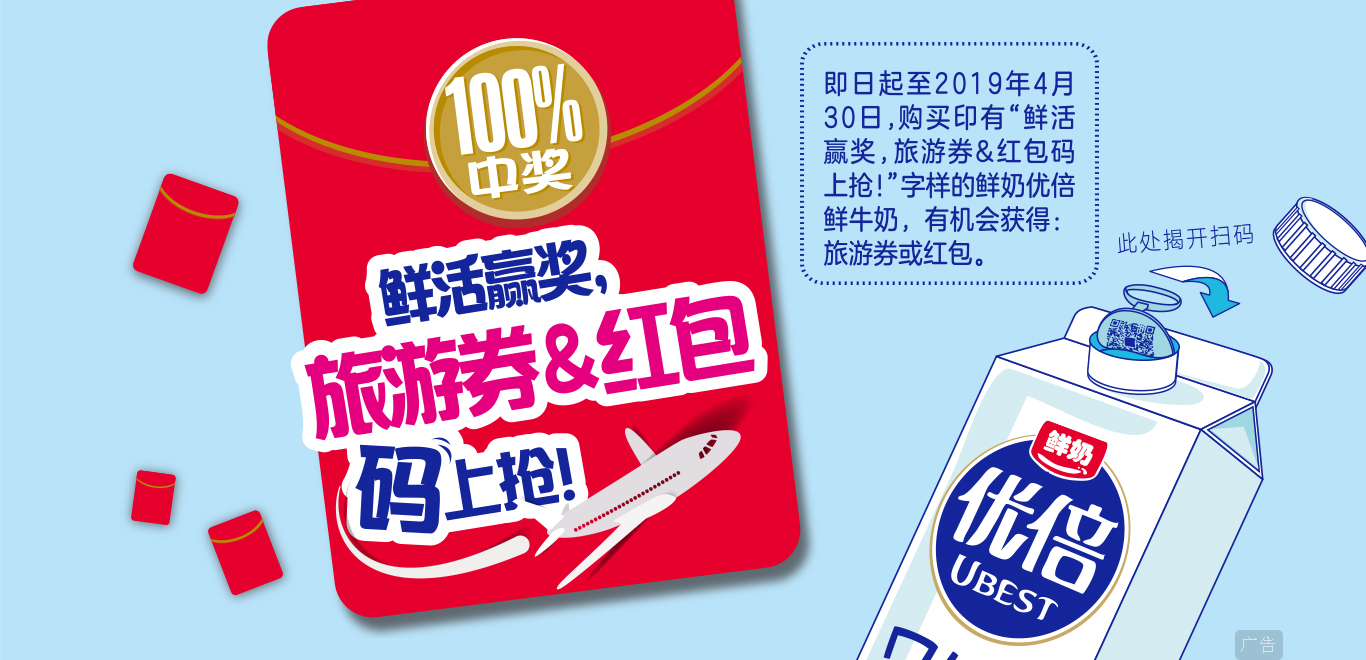 100%
中奖
鲜活赢奖,
旅游券&红包
码上抢!
即日起至2019年4月
30日,购买印有“鲜活
赢奖,旅游券&红包码
上抢!”字样的鲜奶优倍
鲜牛奶，有机会获得：
旅游券或红包。
此处揭开扫码
鲜奶
优倍
UBEST
广告